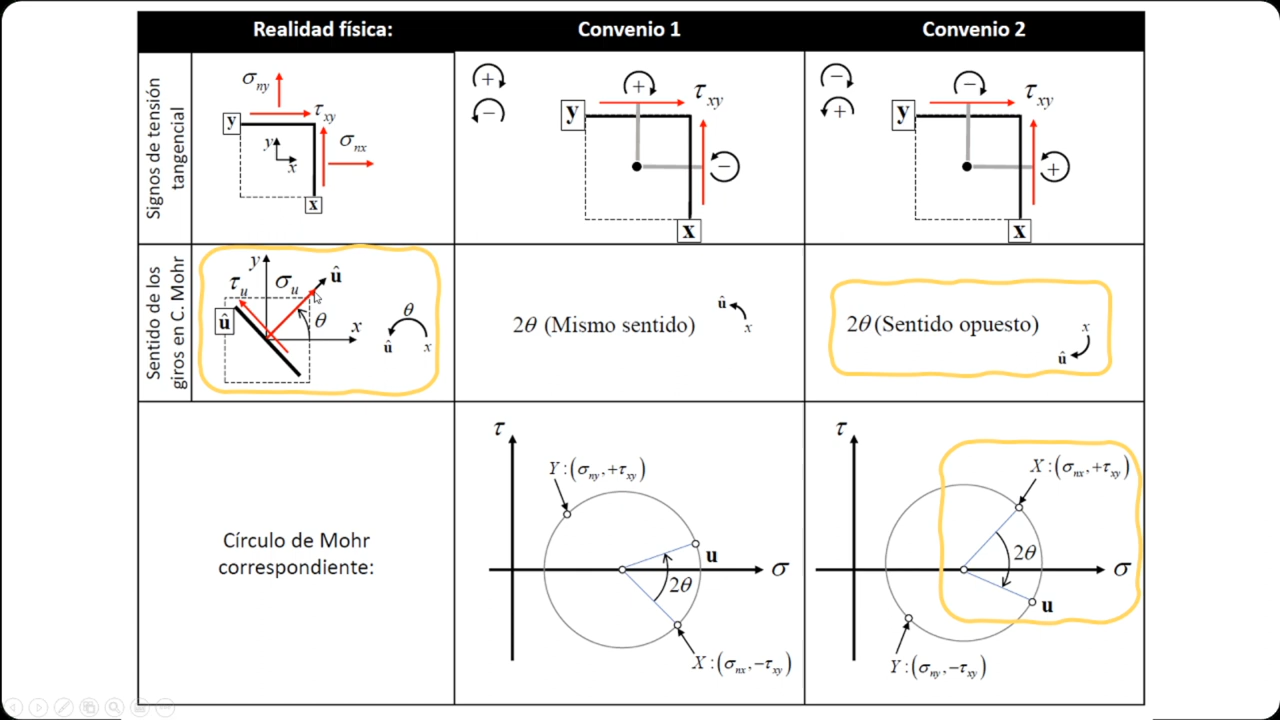 Realidad física:
Convenio 1
Convenio 2
Signos de tensión
tangencial
σny
τxy
y
σnx
y
x
x
+
−
+
y
τxy
−
x
−
+
−
y
τxy
+
x
Sentido de los
giros en C. Mohr
y
τu
σu
û
û
θ
x
θ
û
x
2θ (Mismo sentido)
û
x
2θ (Sentido opuesto)
x
û
Círculo de Mohr
correspondiente:
τ
Y:(σny,+τxy)
u
σ
2θ
X:(σnx,−τxy)
τ
X:(σnx,+τxy)
2θ
σ
u
Y:(σny,−τxy)